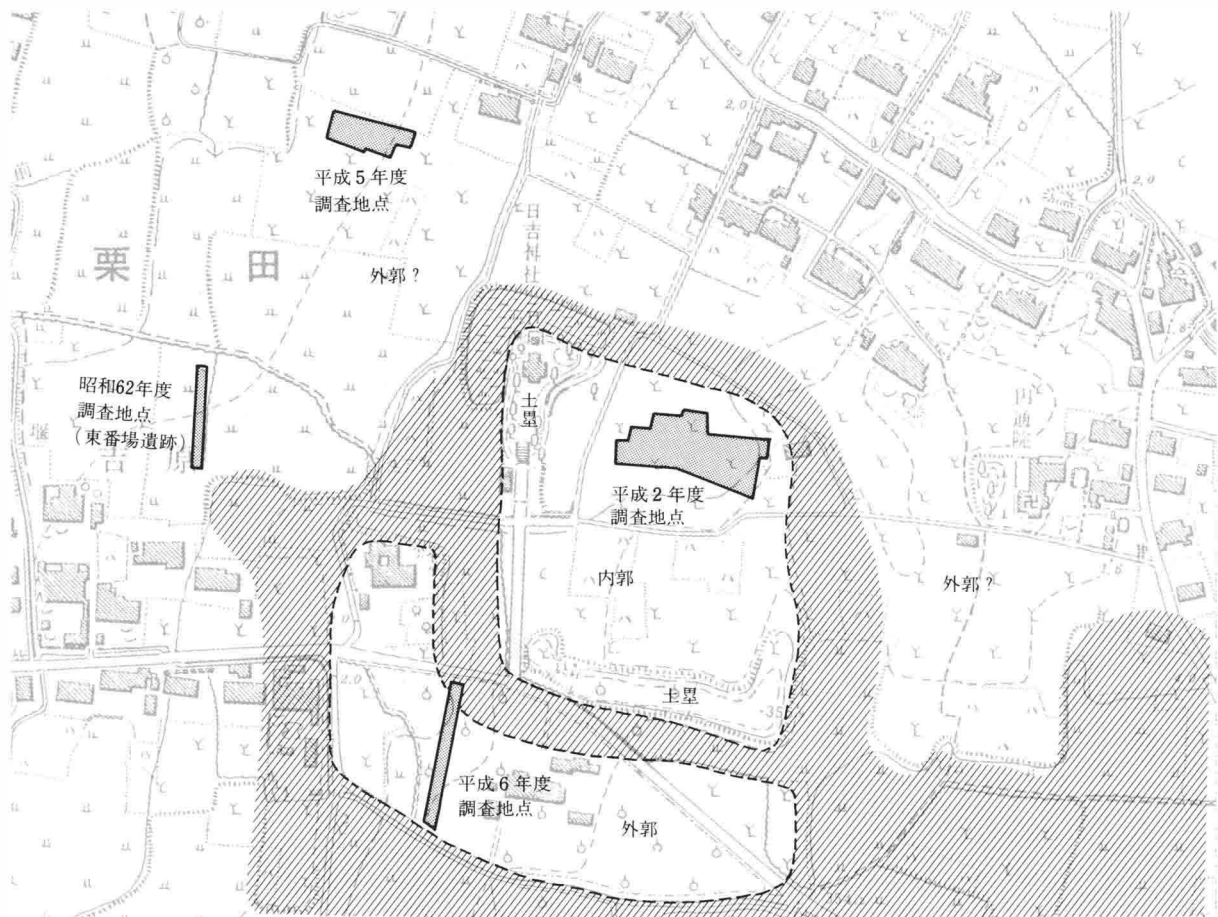 平成5年度
調査地点
日吉神社
栗田
外郭？
2,0
2,0
昭和62年度
調査地点
（東番場遺跡）
土塁
平成2年度
調査地点
内郭
外郭？
土塁
2.0
平成6年度
調査地点
外郭